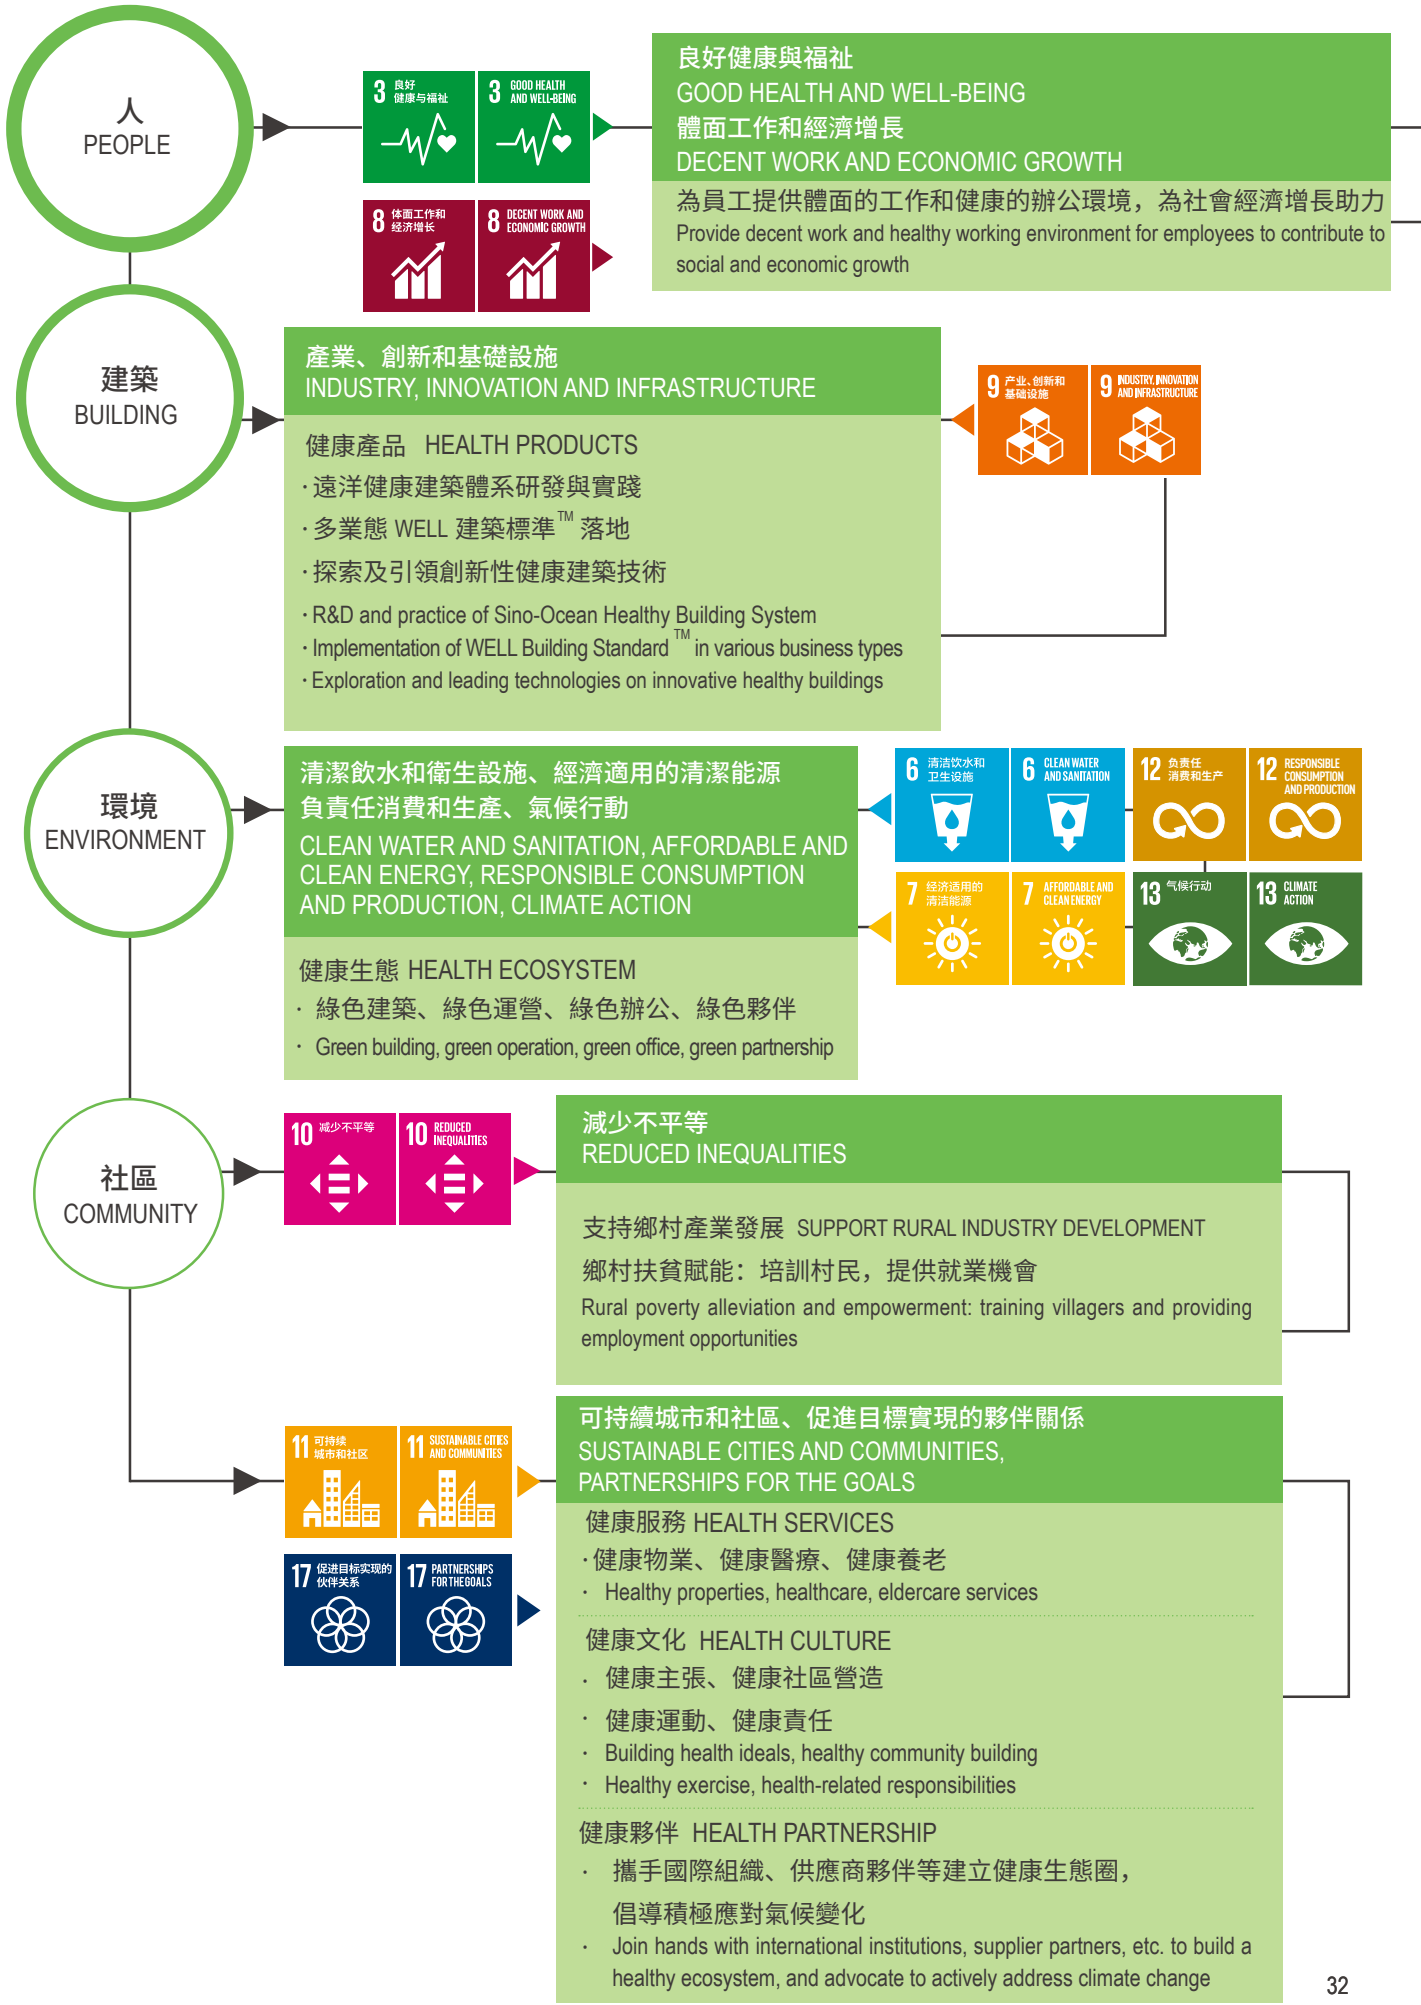 人
PEOPLE
3 良好
健康与福祉
3 GOOD HEALTH
AND WELL-BEING
8 体面工作和
经济增长
8 DECENT WORK AND
ECONOMIC GROWTH
良好健康與福祉
GOOD HEALTH AND WELL-BEING
體面工作和經濟增長
DECENT WORK AND ECONOMIC GROWTH
為員工提供體面的工作和健康的辦公環境，為社會經濟增長助力
Provide decent work and healthy working environment for employees to contribute to
social and economic growth
建築
BUILDING
產業、創新和基礎設施
INDUSTRY, INNOVATION AND INFRASTRUCTURE
健康產品 HEALTH PRODUCTS
·遠洋健康建築體系研發與實踐
·多業態 WELL 建築標準™ 落地
·探索及引領創新性健康建築技術
·R&D and practice of Sino-Ocean Healthy Building System
·Implementation of WELL Building Standard ™ in various business types
·Exploration and leading technologies on innovative healthy buildings
9 产业、创新和
基础设施
9 INDUSTRY, INNOVATION
AND INFRASTRUCTURE
環境
ENVIRONMENT
清潔飲水和衛生設施、經濟適用的清潔能源
負責任消費和生產、氣候行動
CLEAN WATER AND SANITATION, AFFORDABLE AND
CLEAN ENERGY, RESPONSIBLE CONSUMPTION
AND PRODUCTION, CLIMATE ACTION
健康生態 HEALTH ECOSYSTEM
· 綠色建築、綠色運營、綠色辦公、綠色夥伴
· Green building, green operation, green office, green partnership
6 清洁饮水和
卫生设施
6 CLEAN WATER
AND SANITATION
12 负责任
消费和生产
12 RESPONSIBLE
CONSUMPTION
AND PRODUCTION
7 经济适用的
清洁能源
7 AFFORDABLE AND
CLEAN ENERGY
13 气候行动
13 CLIMATE
ACTION
社區
COMMUNITY
10 减少不平等
10 REDUCED
INEQUALITIES
減少不平等
REDUCED INEQUALITIES
支持鄉村產業發展 SUPPORT RURAL INDUSTRY DEVELOPMENT
鄉村扶貧賦能：培訓村民，提供就業機會
Rural poverty alleviation and empowerment: training villagers and providing
employment opportunities
11 可持续
城市和社区
11 SUSTAINABLE CITIES
AND COMMUNITIES
17 促进目标实现的
伙伴关系
17 PARTNERSHIPS
FOR THE GOALS
可持續城市和社區、促進目標實現的夥伴關係
SUSTAINABLE CITIES AND COMMUNITIES,
PARTNERSHIPS FOR THE GOALS
健康服務 HEALTH SERVICES
·健康物業、健康醫療、健康養老
· Healthy properties, healthcare, eldercare services
健康文化 HEALTH CULTURE
· 健康主張、健康社區營造
· 健康運動、健康責任
· Building health ideals, healthy community building
· Healthy exercise, health-related responsibilities
健康夥伴 HEALTH PARTNERSHIP
· 攜手國際組織、供應商夥伴等建立健康生態圈，
倡導積極應對氣候變化
· Join hands with international institutions, supplier partners, etc. to build a
healthy ecosystem, and advocate to actively address climate change
32